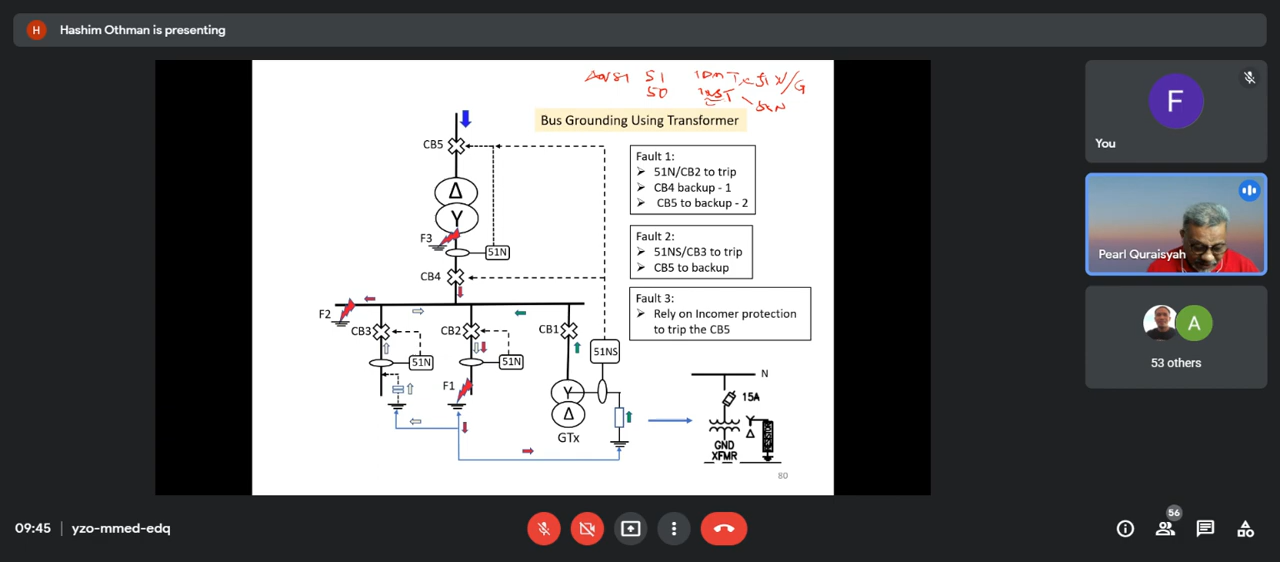 H
Hashim Othman is presenting
ANSI 51
50
Bus Grounding Using Transformer
CB5
Δ
Y
F3
51N
CB4
F2
CB3
CB2
CB1
51N
51N
51NS
F1
Y
Δ
GTx
Fault 1:
51N/CB2 to trip
CB4 backup - 1
CB5 to backup - 2
Fault 2:
51NS/CB3 to trip
CB5 to backup
Fault 3:
Rely on Incomer protection
to trip the CB5
N
15A
Y
Δ
GND
XFMR
80
F
You
Pearl Quraisyah
A
53 others
09:45 | yzo-mmed-edq
56